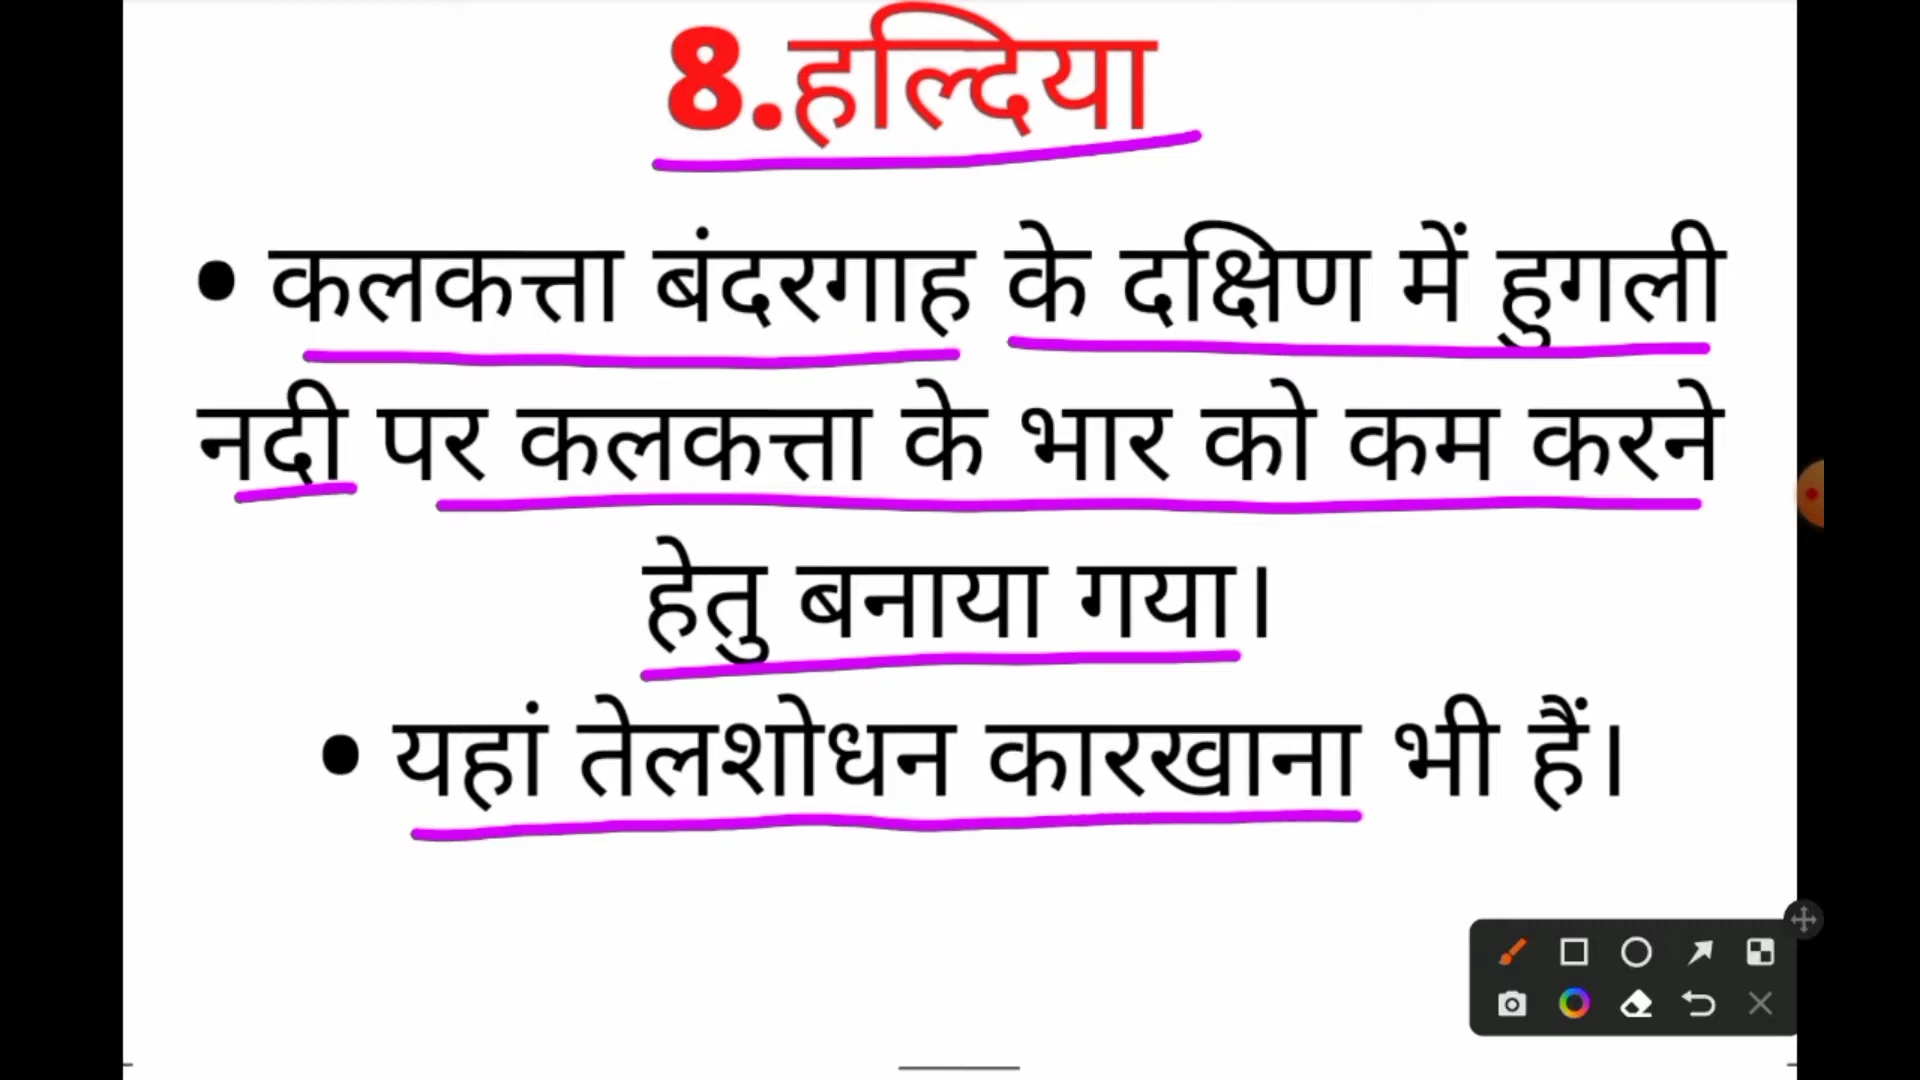 8.हल्दिया
• कलकत्ता बंदरगाह के दक्षिण में हुगली
नदी पर कलकत्ता के भार को कम करने
हेतु बनाया गया।
• यहां तेलशोधन कारखाना भी हैं।